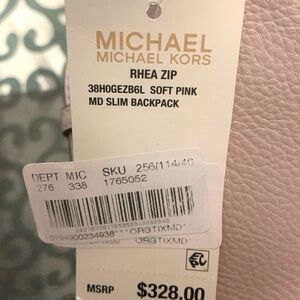 MICHAEL
MICHAEL KORS
RHEA ZIP
38H0GEZB6L SOFT PINK
MD SLIM BACKPACK
DEPT MIC SKU 256/114/40
276 338 1765052
MSRP $328.00